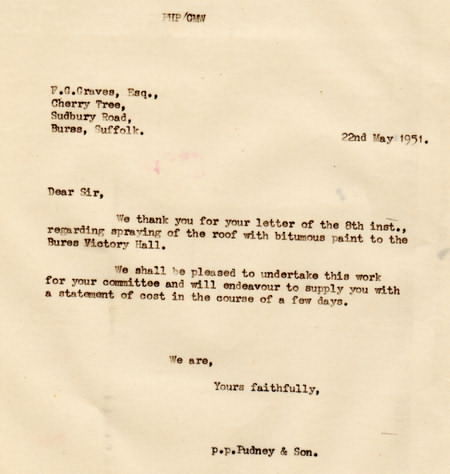 PHP/CMW
F.G.Graves, Esq.,
Cherry Tree,
Sudbury Road,
Bures, Suffolk.
22nd May 1951.
Dear Sir,
We thank you for your letter of the 8th inst.,
regarding spraying of the roof with bitumous paint to the
Bures Victory Hall.
We shall be pleased to undertake this work
for your committee and will endeavour to supply you with
a statement of cost in the course of a few days.
We are,
Yours faithfully,
p.p.Pudney & Son.